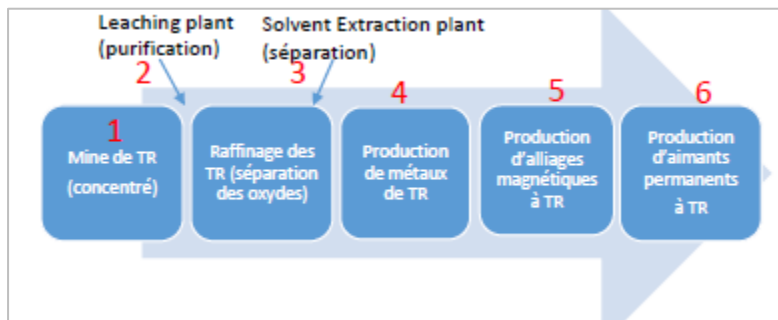 Leaching plant
(purification)
2
Solvent Extraction plant
(séparation)
3
1
Mine de TR
(concentré)
Raffinage des
TR (séparation
des oxydes)
4
Production
de métaux
de TR
5
Production
d'alliages
magnétiques
à TR
6
Production
d'aimants
permanents
à TR